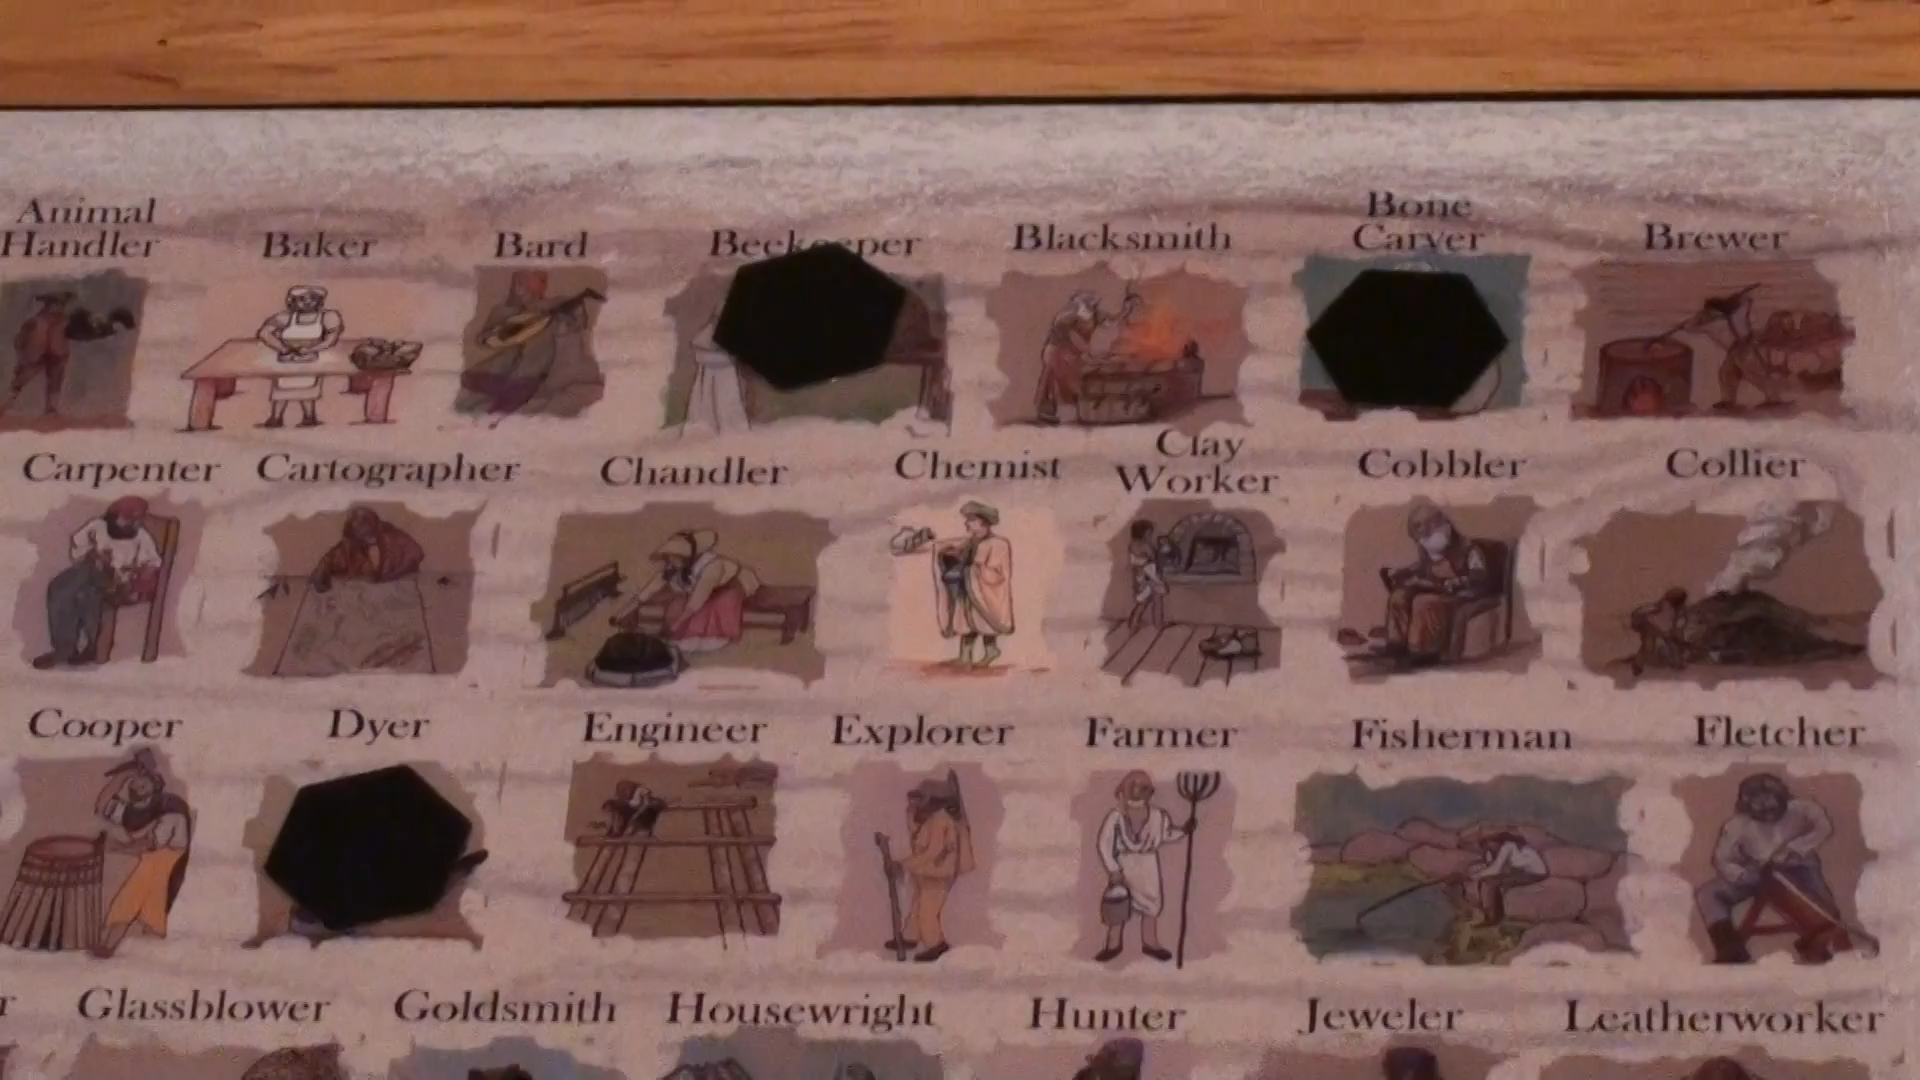 Animal
Handler
Baker
Bard
Beekeeper
Blacksmith
Bone
Carver
Brewer
Carpenter
Cartographer
Chandler
Chemist
Clay
Worker
Cobbler
Collier
Cooper
Dyer
Engineer
Explorer
Farmer
Fisherman
Fletcher
Glassblower
Goldsmith
Housewright
Hunter
Jeweler
Leatherworker